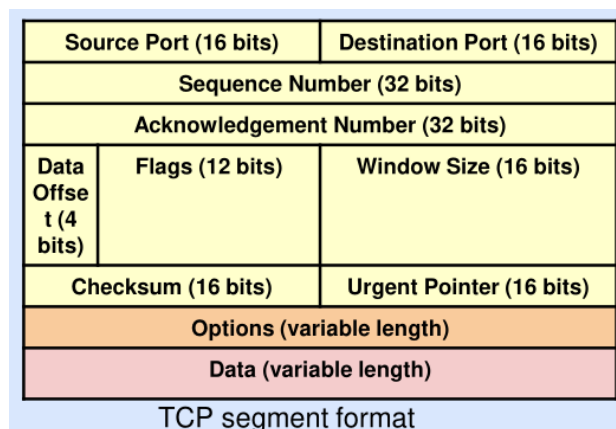 Source Port (16 bits) Destination Port (16 bits)
Sequence Number (32 bits)
Acknowledgement Number (32 bits)
Data Flags (12 bits) Window Size (16 bits)
Offse
t (4
bits)
Checksum (16 bits) Urgent Pointer (16 bits)
Options (variable length)
Data (variable length)
TCP segment format